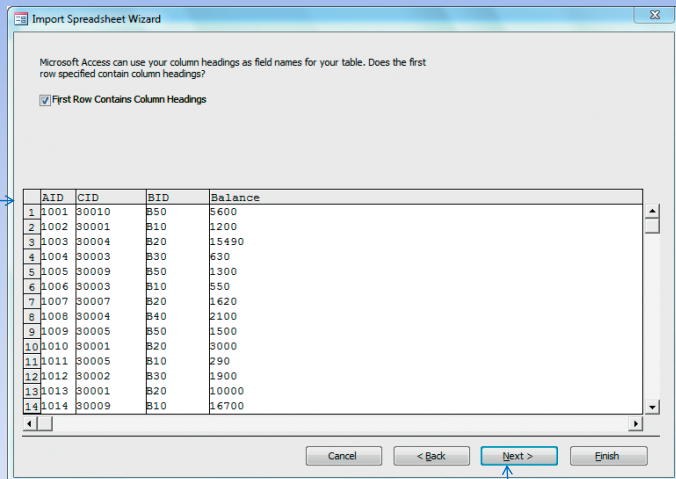 Import Spreadsheet Wizard
Microsoft Access can use your column headings as field names for your table. Does the first
row specified contain column headings?
First Row Contains Column Headings
AID CID BID Balance
1 1001 30010 B50 5600
2 1002 30001 B10 1200
3 1003 30004 B20 15490
4 1004 30003 B30 630
5 1005 30009 B50 1300
6 1006 30003 B10 550
7 1007 30007 B20 1620
8 1008 30004 B40 2100
9 1009 30005 B50 1500
10 1010 30001 B20 3000
11 1011 30005 B10 290
12 1012 30002 B30 1900
13 1013 30001 B20 10000
14 1014 30009 B10 16700
Cancel < Back Next > Finish